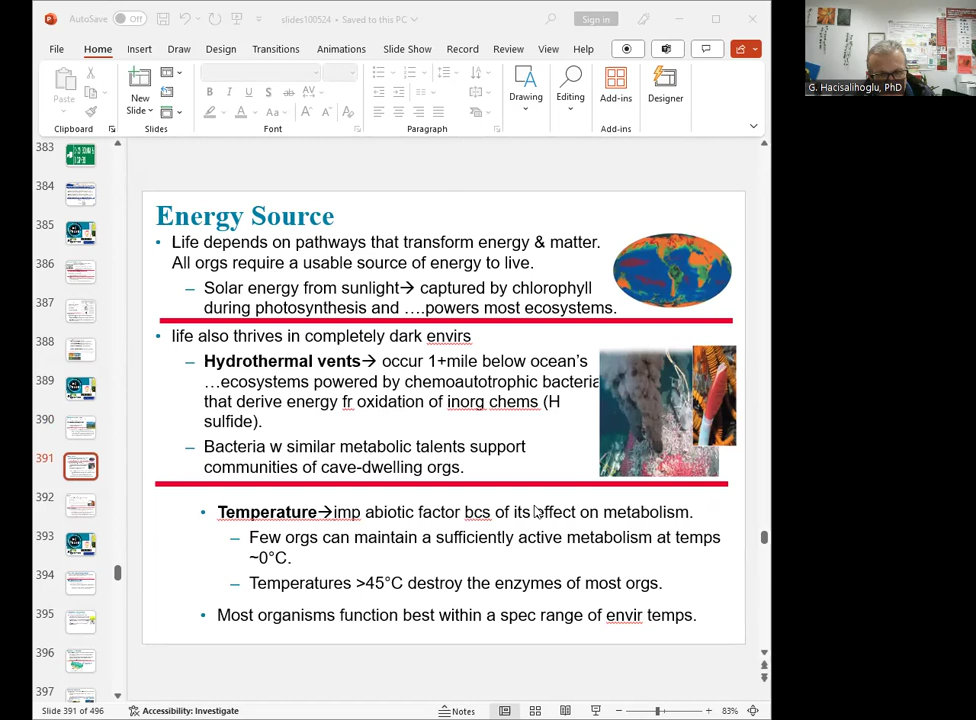 AutoSave Off slides100524 • Saved to this PC Sign in
File Home Insert Draw Design Transitions Animations Slide Show Record Review View Help
Paste New Slide Drawing Editing Add-ins Designer
B I U S ab AV
Aa A A
Clipboard Slides Font Paragraph Add-ins
383
384
385
386
387
388
389
390
391
392
393
394
395
396
397
Energy Source
• Life depends on pathways that transform energy & matter.
All orgs require a usable source of energy to live.
– Solar energy from sunlight→ captured by chlorophyll
during photosynthesis and ….powers most ecosystems.
• life also thrives in completely dark envirs
– Hydrothermal vents→ occur 1+mile below ocean's
…ecosystems powered by chemoautotrophic bacteria
that derive energy fr oxidation of inorg chems (H
sulfide).
– Bacteria w similar metabolic talents support
communities of cave-dwelling orgs.
• Temperature→imp abiotic factor bcs of its effect on metabolism.
– Few orgs can maintain a sufficiently active metabolism at temps
~0°C.
– Temperatures >45°C destroy the enzymes of most orgs.
• Most organisms function best within a spec range of envir temps.
Slide 391 of 496 Accessibility: Investigate Notes 83%
G. Hacisalihoglu, PhD